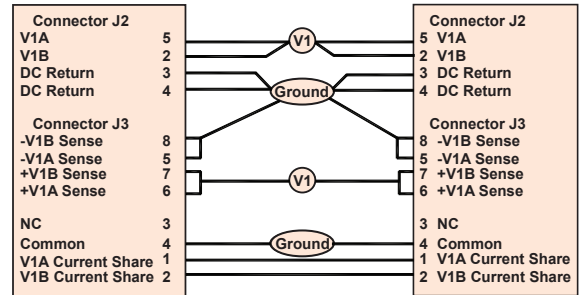 Connector J2
V1A 5
V1B 2
DC Return 3
DC Return 4
Connector J3
-V1B Sense 8
-V1A Sense 5
+V1B Sense 7
+V1A Sense 6
NC 3
Common 4
V1A Current Share 1
V1B Current Share 2
V1
Ground
V1
Ground
Connector J2
5 V1A
2 V1B
3 DC Return
4 DC Return
Connector J3
8 -V1B Sense
5 -V1A Sense
7 +V1B Sense
6 +V1A Sense
3 NC
4 Common
1 V1A Current Share
2 V1B Current Share